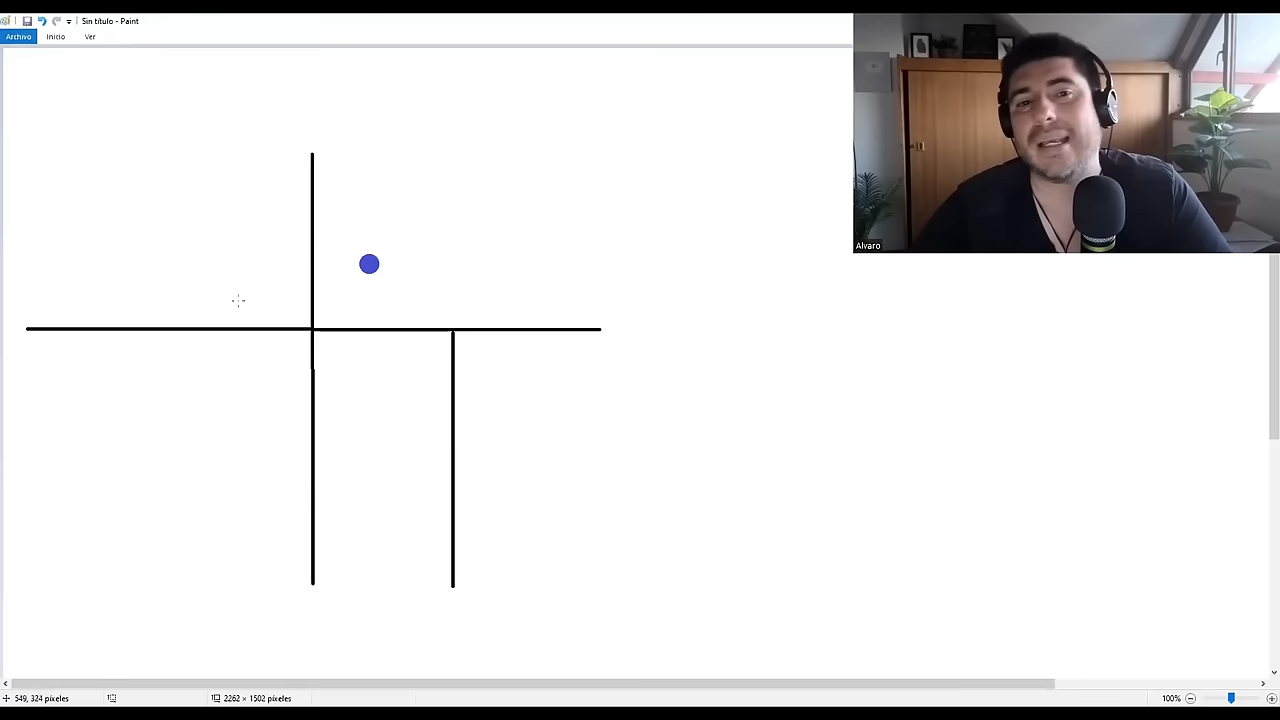 Sin título - Paint
Archivo Inicio Ver
Alvaro
549, 324 píxeles 2262 × 1502 píxeles 100%